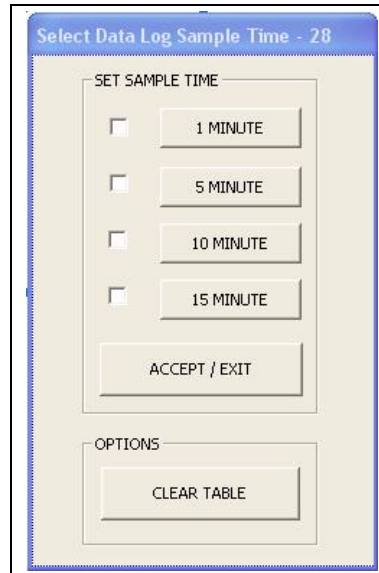 Select Data Log Sample Time - 28
SET SAMPLE TIME
1 MINUTE
5 MINUTE
10 MINUTE
15 MINUTE
ACCEPT / EXIT
OPTIONS
CLEAR TABLE